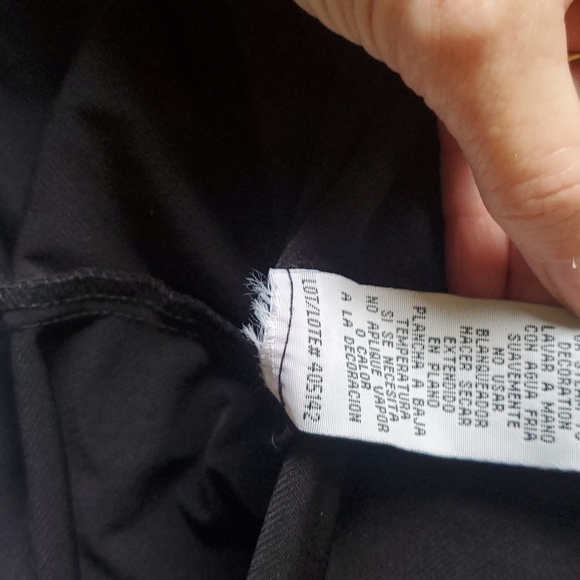 DECORATION
LAVAR A MANO
CON AGUA FRIA
SUAVEMENTE
NO USAR
BLANQUEADOR
HACER SECAR
EXTENDIDO
EN PLANO
PLANCHA A BAJA
TEMPERATURA
SI SE NECESITA
NO APLIQUE VAPOR
O CALOR
A LA DECORACION
LOT/LOTE# 405142